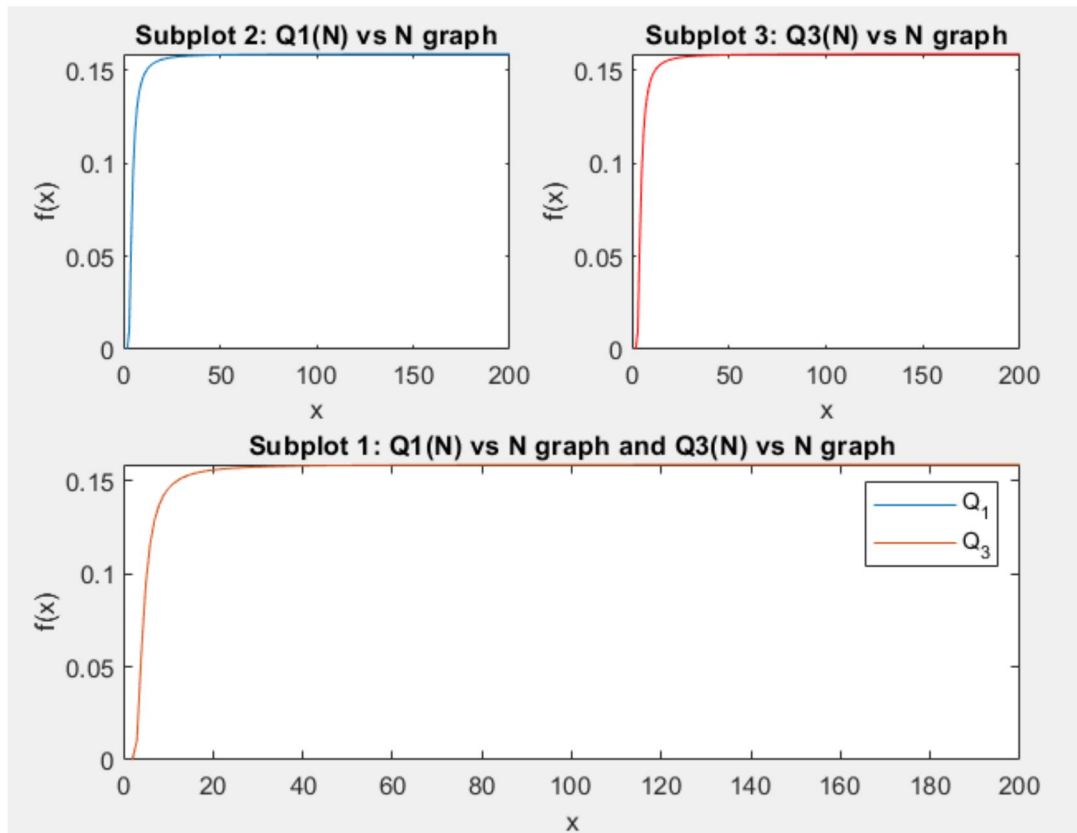 Subplot 2: Q1(N) vs N graph
0.15
0.1
0.05
0
f(x)
0 50 100 150 200
x
Subplot 3: Q3(N) vs N graph
0.15
0.1
0.05
0
f(x)
0 50 100 150 200
x
Subplot 1: Q1(N) vs N graph and Q3(N) vs N graph
0.15
0.1
0.05
0
f(x)
Q1
Q3
0 20 40 60 80 100 120 140 160 180 200
x